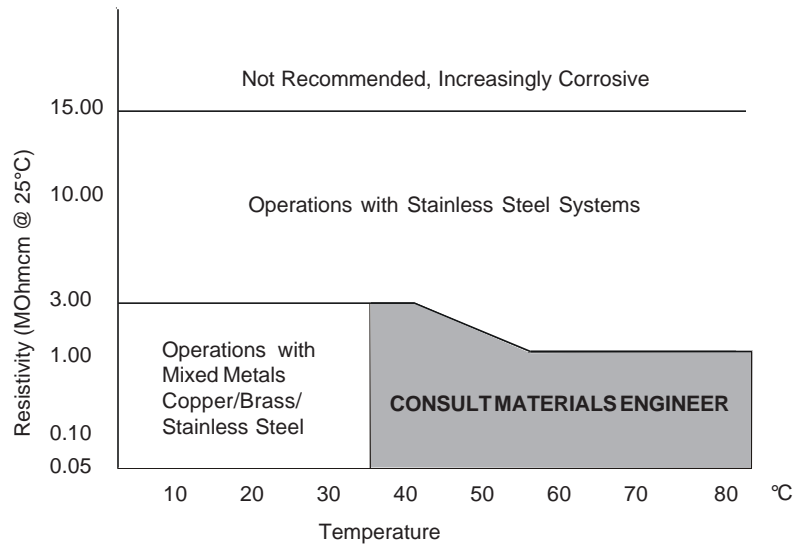 Not Recommended, Increasingly Corrosive
15.00
Resistivity (MOhmcm @ 25°C)
10.00
Operations with Stainless Steel Systems
3.00
1.00
Operations with
Mixed Metals
Copper/Brass/
Stainless Steel
CONSULT MATERIALS ENGINEER
0.10
0.05
10 20 30 40 50 60 70 80 °C
Temperature